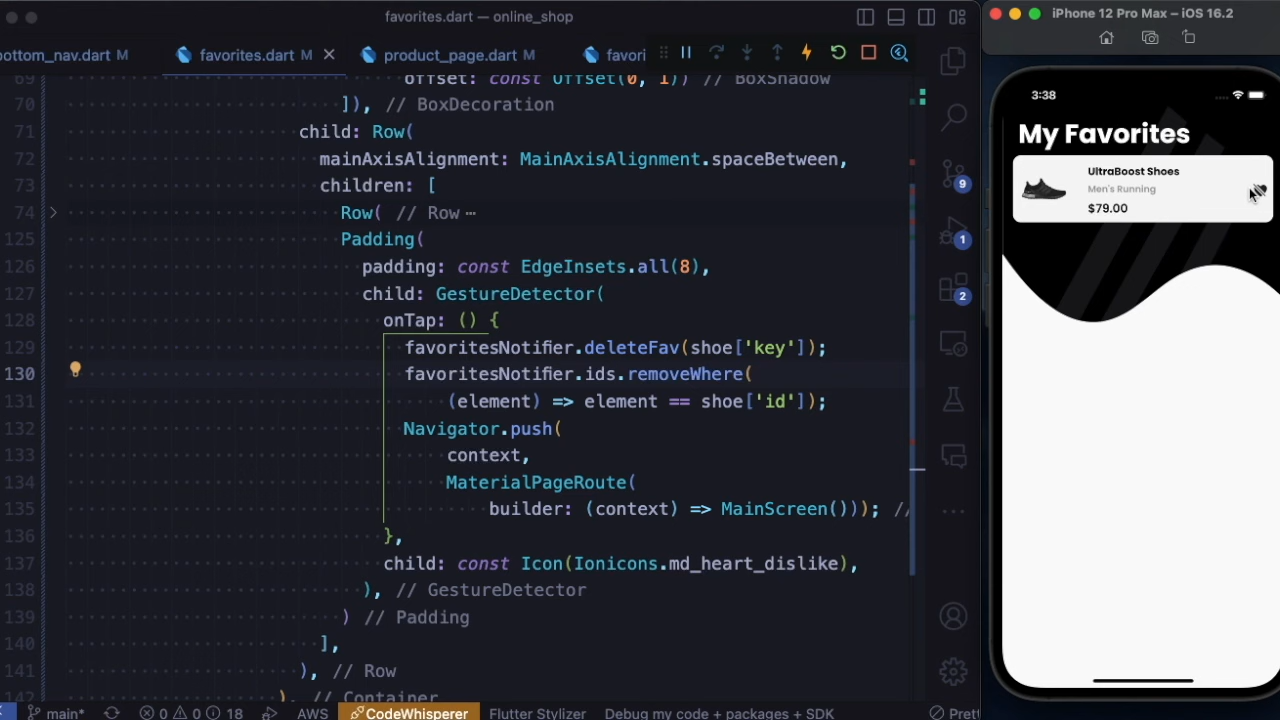 favorites.dart — online_shop
iPhone 12 Pro Max – iOS 16.2
bottom_nav.dart M
favorites.dart M
product_page.dart M
favori
69 offset: const Offset(0, 1)) // BoxShadow
70 ]), // BoxDecoration
71 child: Row(
72 mainAxisAlignment: MainAxisAlignment.spaceBetween,
73 children: [
74 Row( // Row ⋯
125 Padding(
126 padding: const EdgeInsets.all(8),
127 child: GestureDetector(
128 onTap: () {
129 favoritesNotifier.deleteFav(shoe['key']);
130 favoritesNotifier.ids.removeWhere(
131 (element) => element == shoe['id']);
132 Navigator.push(
133 context,
134 MaterialPageRoute(
135 builder: (context) => MainScreen())); //
136 },
137 child: const Icon(Ionicons.md_heart_dislike),
138 ), // GestureDetector
139 ) // Padding
140 ],
141 ), // Row
142 ), // Container
9
1
2
main*
0
0
18
AWS
CodeWhisperer
Flutter Stylizer
Debug my code + packages + SDK
Prett
3:38
My Favorites
UltraBoost Shoes
Men's Running
$79.00